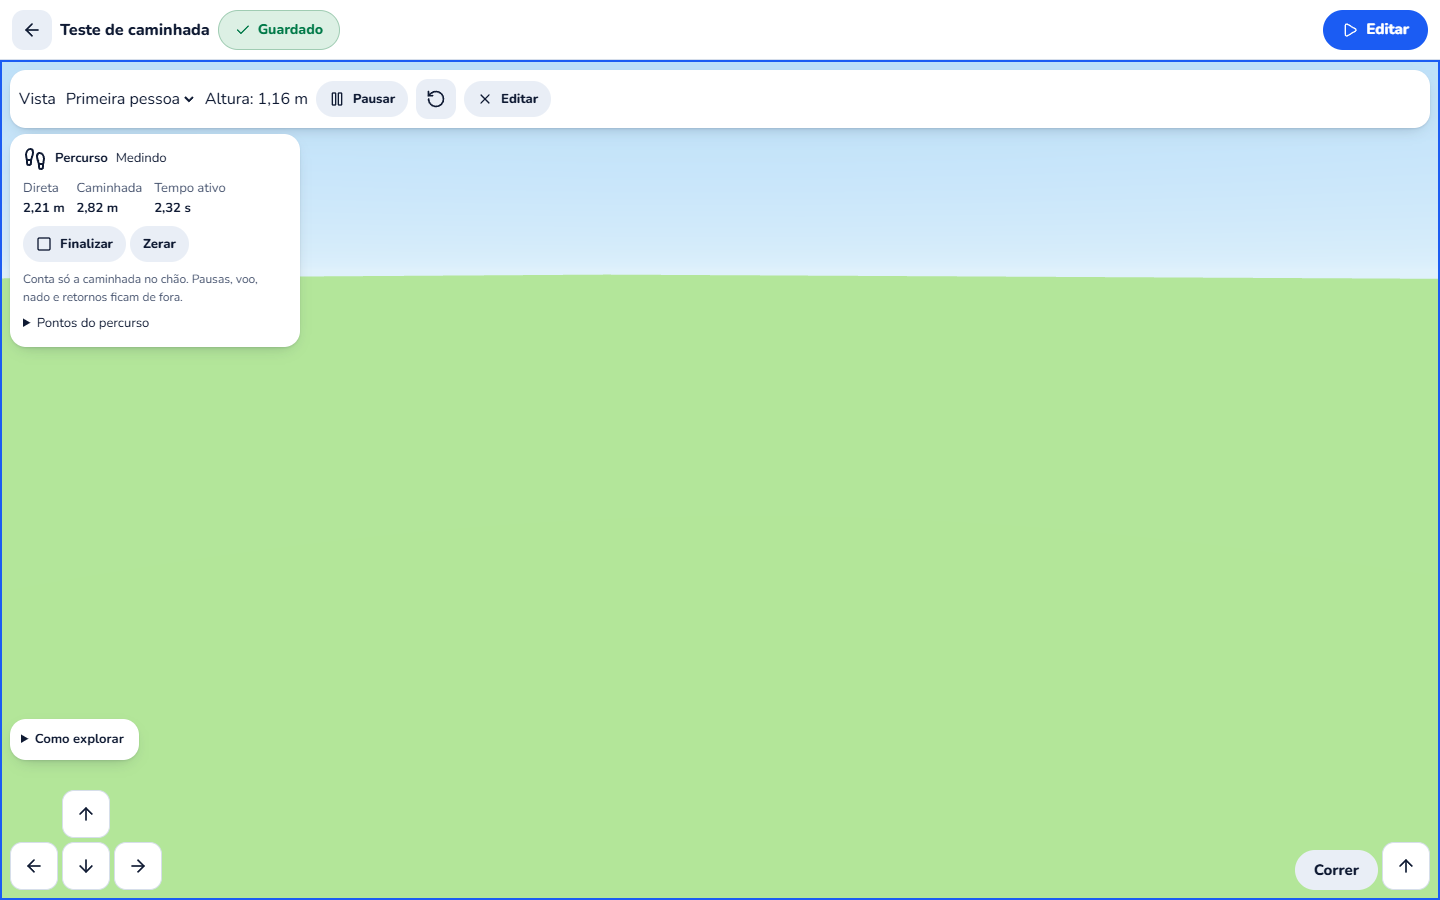 Teste de caminhada
Guardado
Editar
Vista Primeira pessoa Altura: 1,16 m Pausar Editar
Percurso Medindo
Direta Caminhada Tempo ativo
2,21 m 2,82 m 2,32 s
Finalizar Zerar
Conta só a caminhada no chão. Pausas, voo,
nado e retornos ficam de fora.
Pontos do percurso
Como explorar
Correr